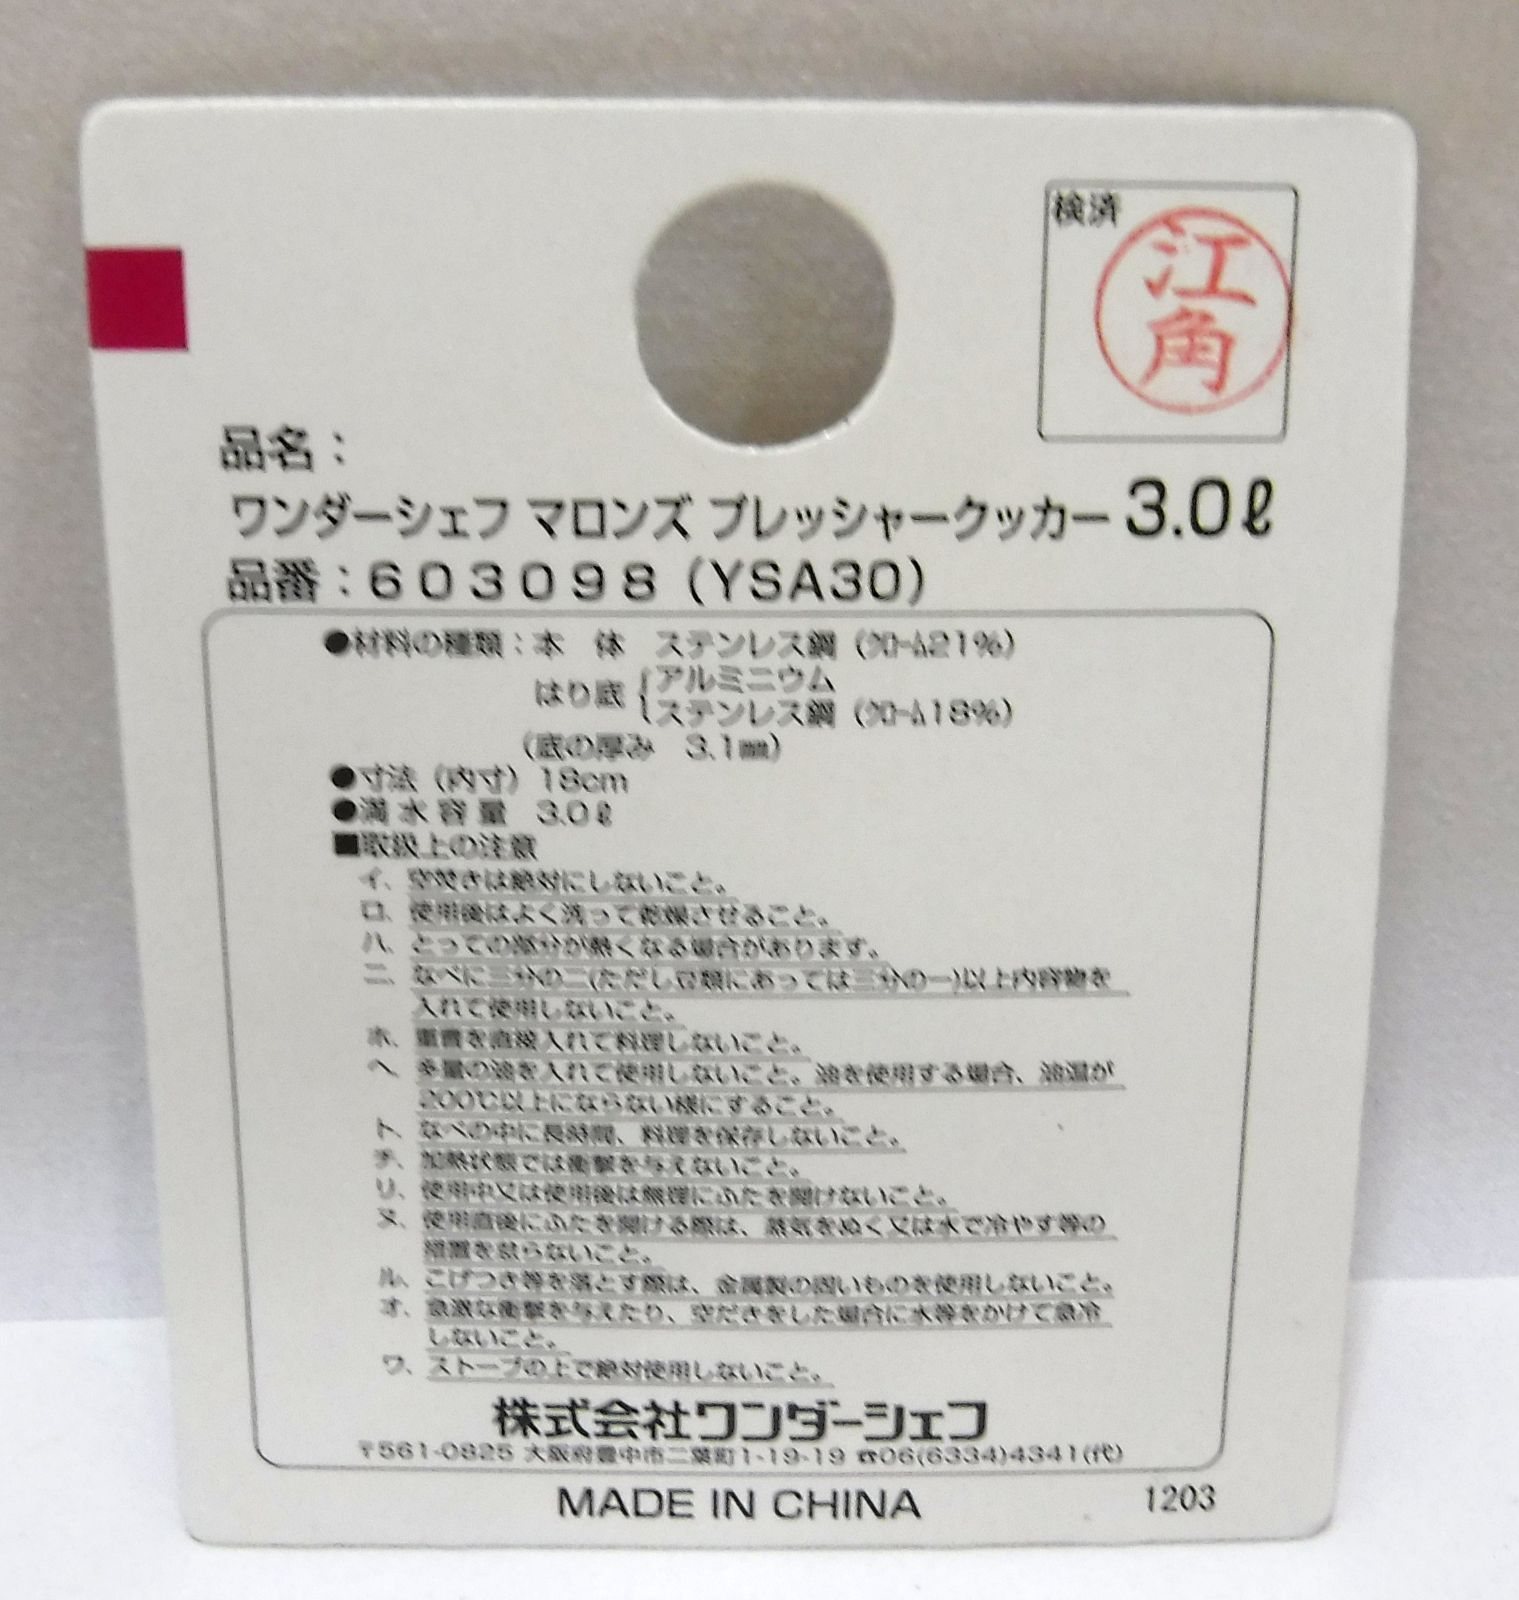 検済
江角
品名：
ワンダーシェフ マロンズ プレッシャークッカー 3.0ℓ
品番：603098（YSA30）
●材料の種類：本 体 ステンレス鋼（ｸﾛｰﾑ21%）
はり底 アルミニウム
ステンレス鋼（ｸﾛｰﾑ18%）
（底の厚み 3.1㎜）
●寸法（内寸）18cm
●満水容量 3.0ℓ
■取扱上の注意
イ、空焚きは絶対にしないこと。
ロ、使用後はよく洗って乾燥させること。
ハ、とっての部分が熱くなる場合があります。
ニ、なべに三分の二(ただし豆類にあっては三分の一)以上内容物を
入れて使用しないこと。
ホ、重曹を直接入れて料理しないこと。
ヘ、多量の油を入れて使用しないこと。油を使用する場合、油温が
200℃以上にならない様にすること。
ト、なべの中に長時間、料理を保存しないこと。
チ、加熱状態では衝撃を与えないこと。
リ、使用中又は使用後は無理にふたを開けないこと。
ヌ、使用直後にふたを開ける際は、蒸気をぬく又は水で冷やす等の
措置を怠らないこと。
ル、こげつき等を落とす際は、金属製の固いものを使用しないこと。
オ、急激な衝撃を与えたり、空だきをした場合に水等をかけて急冷
しないこと。
ワ、ストーブの上で絶対使用しないこと。
株式会社ワンダーシェフ
〒561-0825 大阪府豊中市二葉町1-19-19 ☎06(6334)4341(代)
MADE IN CHINA
1203